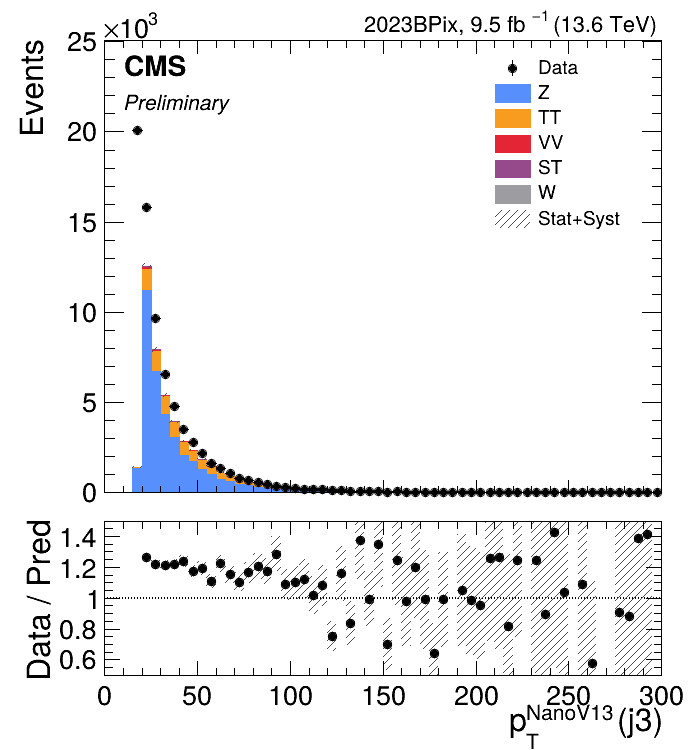 ×10³
2023BPix, 9.5 fb⁻¹ (13.6 TeV)
CMS
Preliminary
Events
25
20
15
10
5
0
Data
Z
TT
VV
ST
W
Stat+Syst
Data / Pred
1.4
1.2
1
0.8
0.6
0 50 100 150 200 250 300
p_T^NanoV13 (j3)